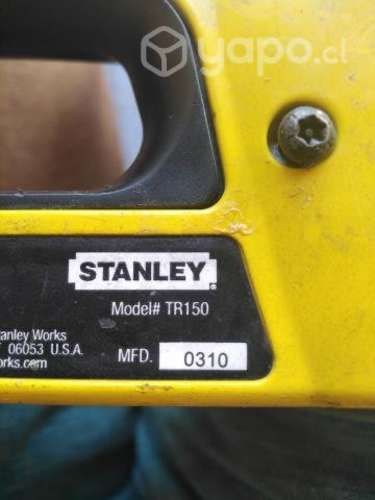 yapo.cl
STANLEY
Model# TR150
tanley Works
06053 U.S.A.
orks.com
MFD. 0310